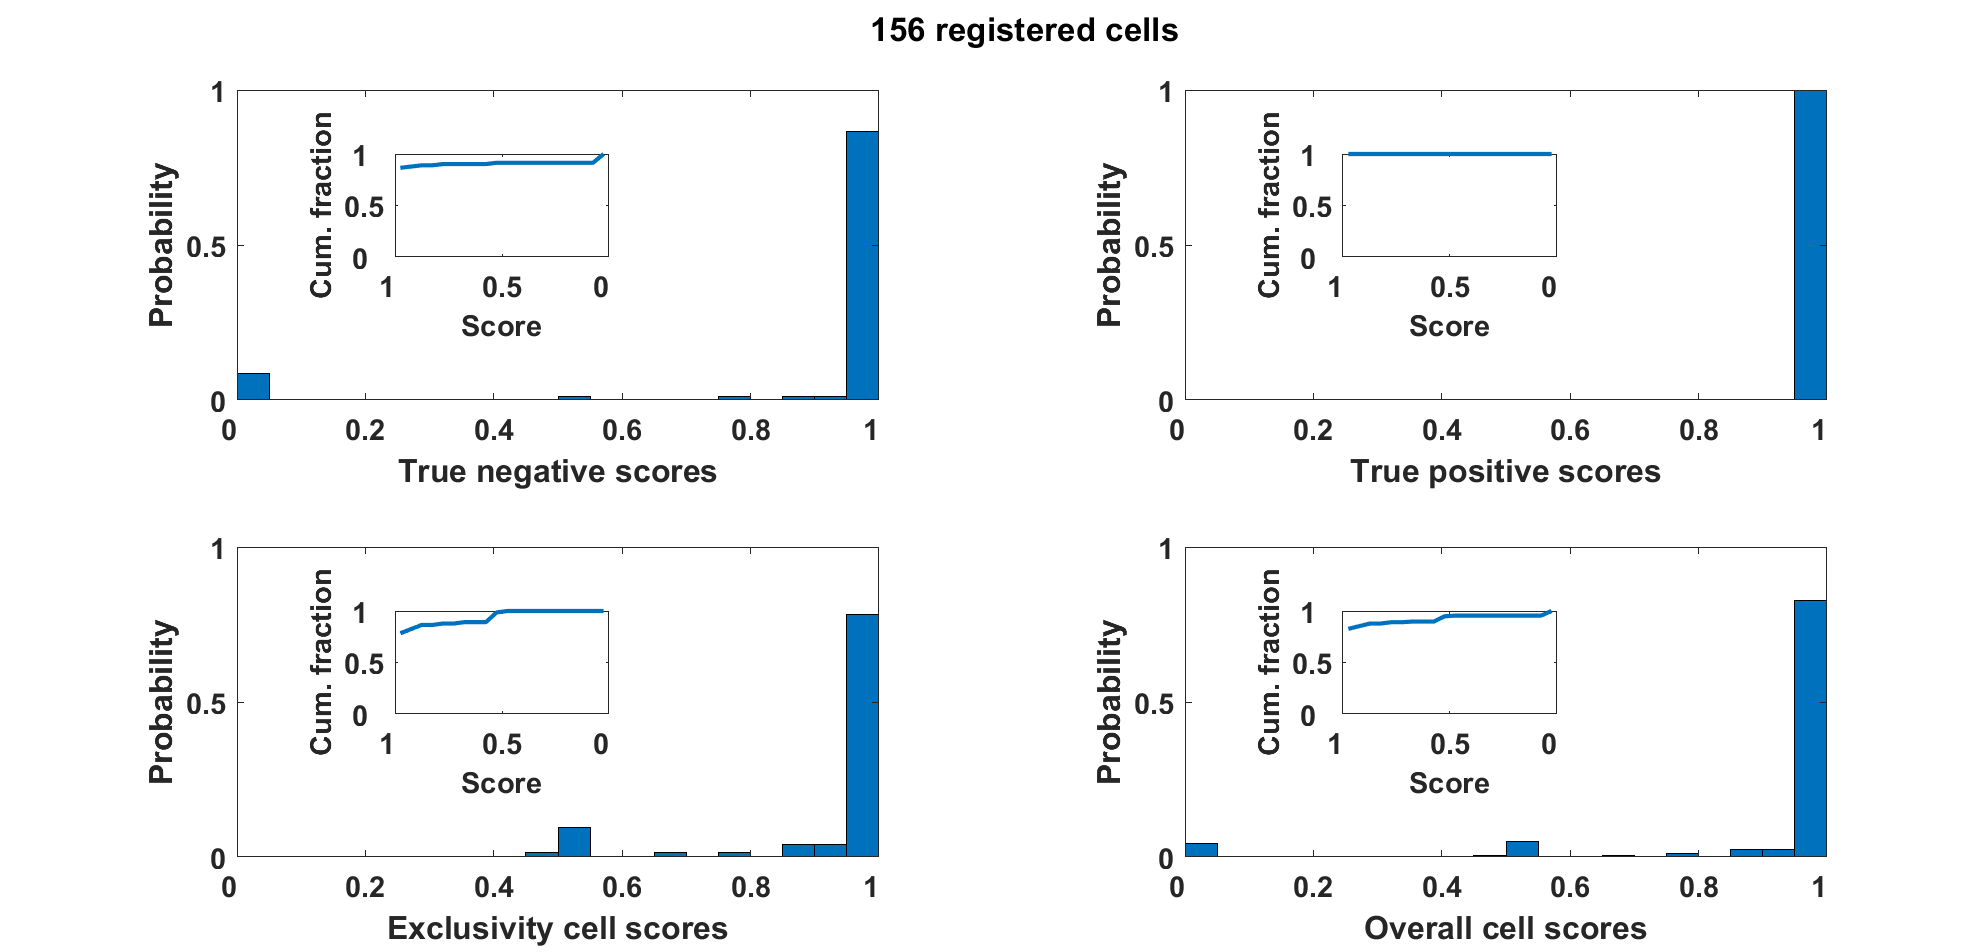 156 registered cells
Probability
1
0.5
0
Cum. fraction
1
0.5
0
1 0.5 0
Score
0 0.2 0.4 0.6 0.8 1
True negative scores
Probability
1
0.5
0
Cum. fraction
1
0.5
0
1 0.5 0
Score
0 0.2 0.4 0.6 0.8 1
True positive scores
Probability
1
0.5
0
Cum. fraction
1
0.5
0
1 0.5 0
Score
0 0.2 0.4 0.6 0.8 1
Exclusivity cell scores
Probability
1
0.5
0
Cum. fraction
1
0.5
0
1 0.5 0
Score
0 0.2 0.4 0.6 0.8 1
Overall cell scores